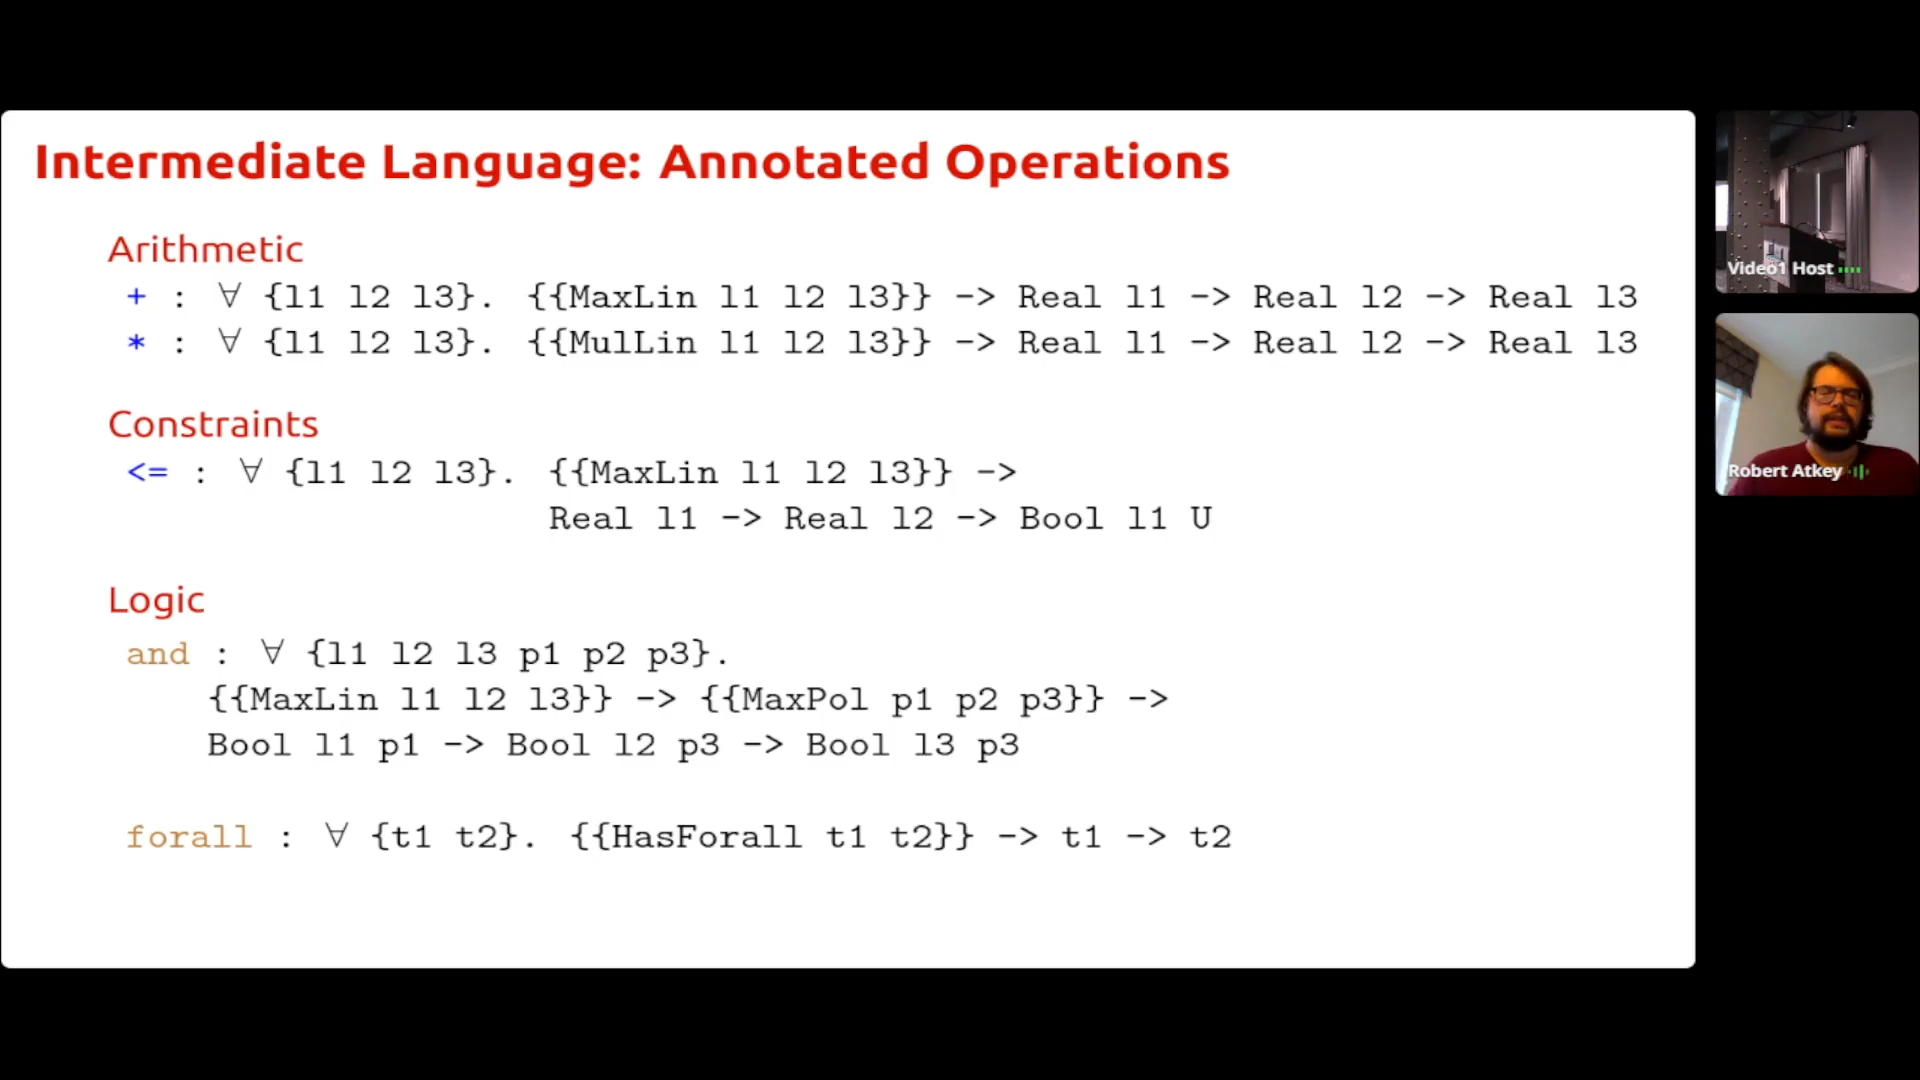 Intermediate Language: Annotated Operations
Arithmetic
+ : ∀ {l1 l2 l3}. {{MaxLin l1 l2 l3}} -> Real l1 -> Real l2 -> Real l3
* : ∀ {l1 l2 l3}. {{MulLin l1 l2 l3}} -> Real l1 -> Real l2 -> Real l3
Constraints
<= : ∀ {l1 l2 l3}. {{MaxLin l1 l2 l3}} ->
Real l1 -> Real l2 -> Bool l1 U
Logic
and : ∀ {l1 l2 l3 p1 p2 p3}.
{{MaxLin l1 l2 l3}} -> {{MaxPol p1 p2 p3}} ->
Bool l1 p1 -> Bool l2 p3 -> Bool l3 p3
forall : ∀ {t1 t2}. {{HasForall t1 t2}} -> t1 -> t2
Video1 Host
Robert Atkey